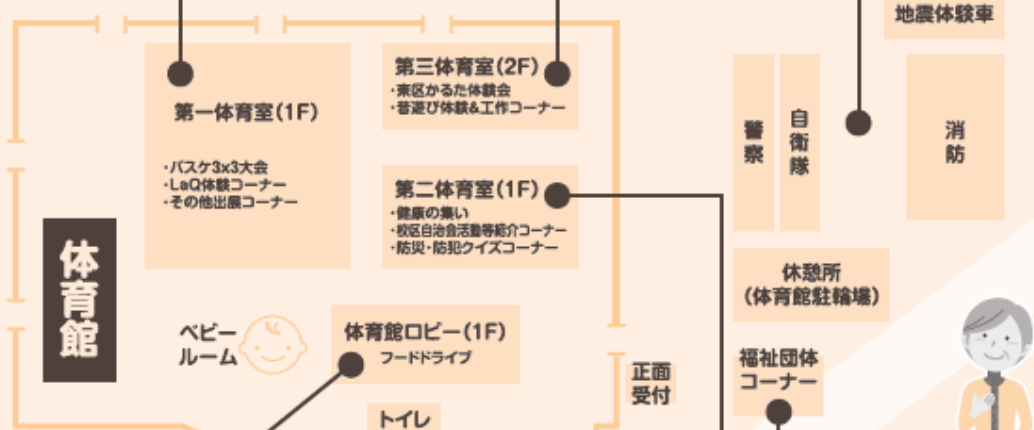 地震体験車
第三体育室(2F)
・東区かるた体験会
・昔遊び体験&工作コーナー
第一体育室(1F)
・バスケ3x3大会
・LaQ体験コーナー
・その他出展コーナー
警察
自衛隊
消防
第二体育室(1F)
・健康の集い
・校区自治会活動等紹介コーナー
・防災・防犯クイズコーナー
体育館
休憩所
(体育館駐輪場)
ベビー
ルーム
体育館ロビー(1F)
フードドライブ
正面
受付
福祉団体
コーナー
トイレ